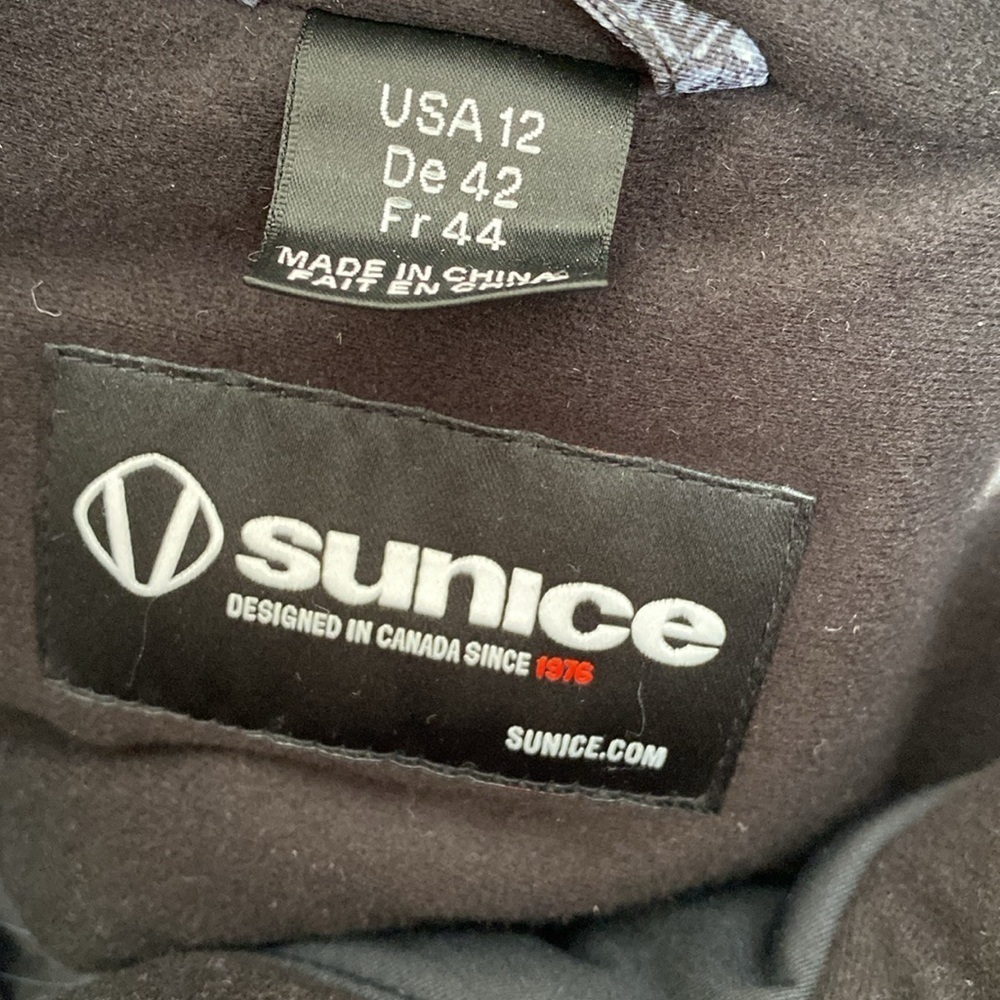 USA 12
De 42
Fr 44
MADE IN CHINA
FAIT EN
sunice
DESIGNED IN CANADA SINCE 1976
SUNICE.COM